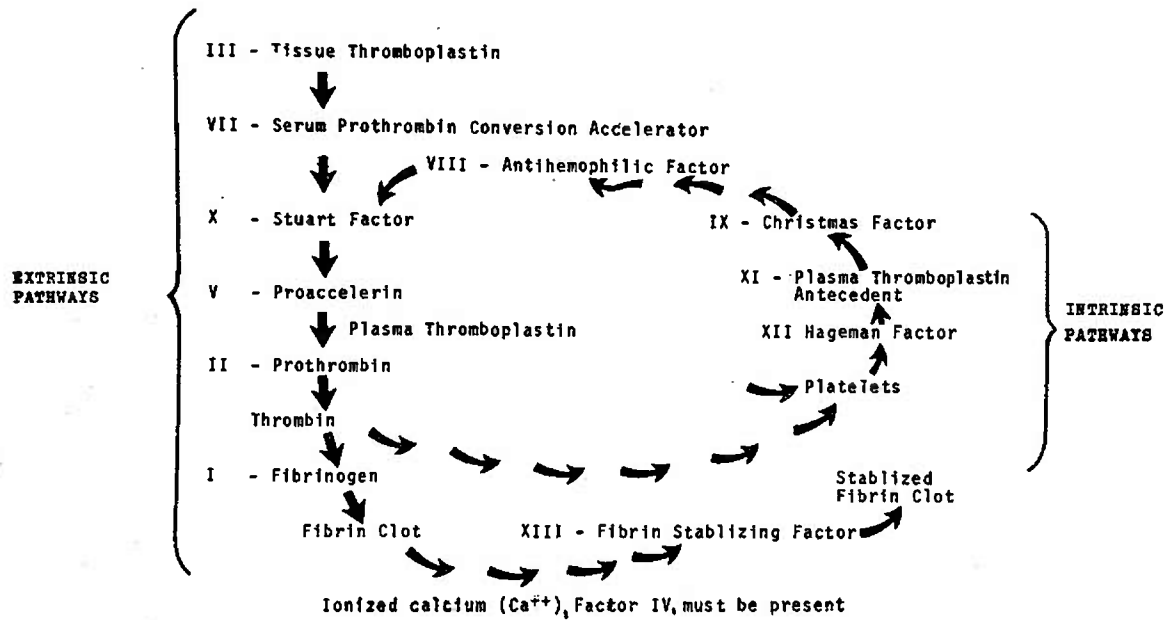 III - Tissue Thromboplastin
VII - Serum Prothrombin Conversion Accelerator
VIII - Antihemophilic Factor
X - Stuart Factor
IX - Christmas Factor
EXTRINSIC
PATHWAYS
V - Proaccelerin
XI - Plasma Thromboplastin
Antecedent
INTRINSIC
PATHWAYS
Plasma Thromboplastin
XII Hageman Factor
II - Prothrombin
Platelets
Thrombin
I - Fibrinogen
Stablized
Fibrin Clot
Fibrin Clot
XIII - Fibrin Stablizing Factor
Ionized calcium (Ca++), Factor IV, must be present